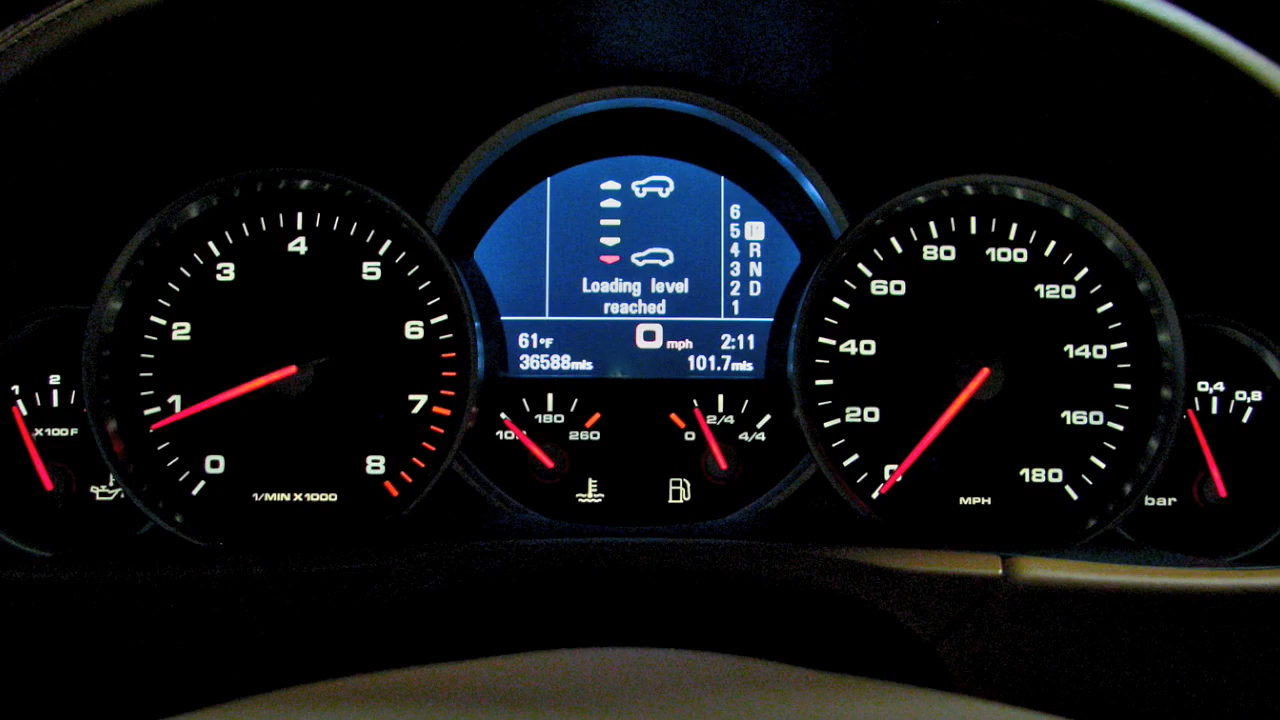 6
5 P
4 R
3 N
2 D
1
Loading level
reached
61°F
0 mph
2:11
36588mls
101.7mls
0
1
2
3
4
5
6
7
8
1/MIN X 1000
1
2
X100F
180
260
0
2/4
4/4
0
20
40
60
80
100
120
140
160
180
MPH
0,4
0,8
bar